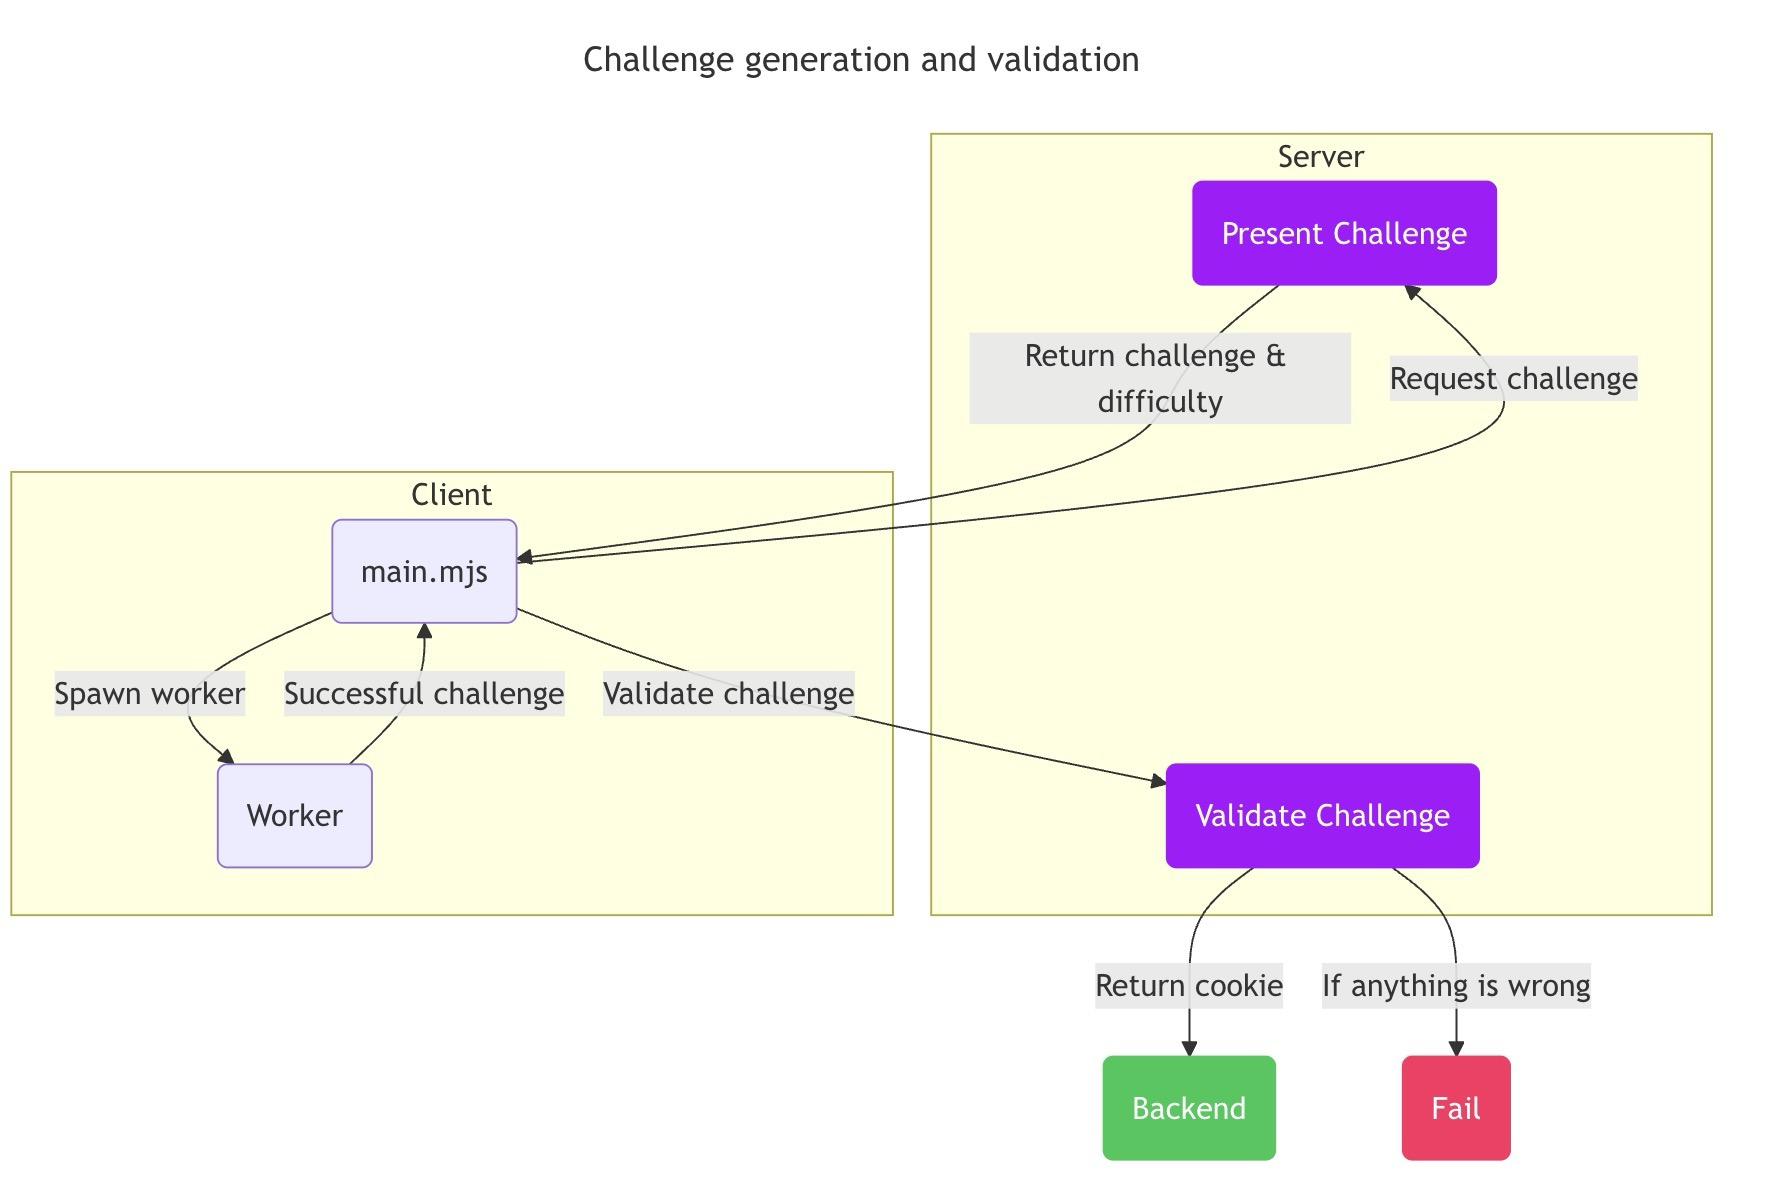 Challenge generation and validation
Server
Present Challenge
Return challenge &
difficulty
Request challenge
Client
main.mjs
Spawn worker
Successful challenge
Validate challenge
Worker
Validate Challenge
Return cookie
If anything is wrong
Backend
Fail